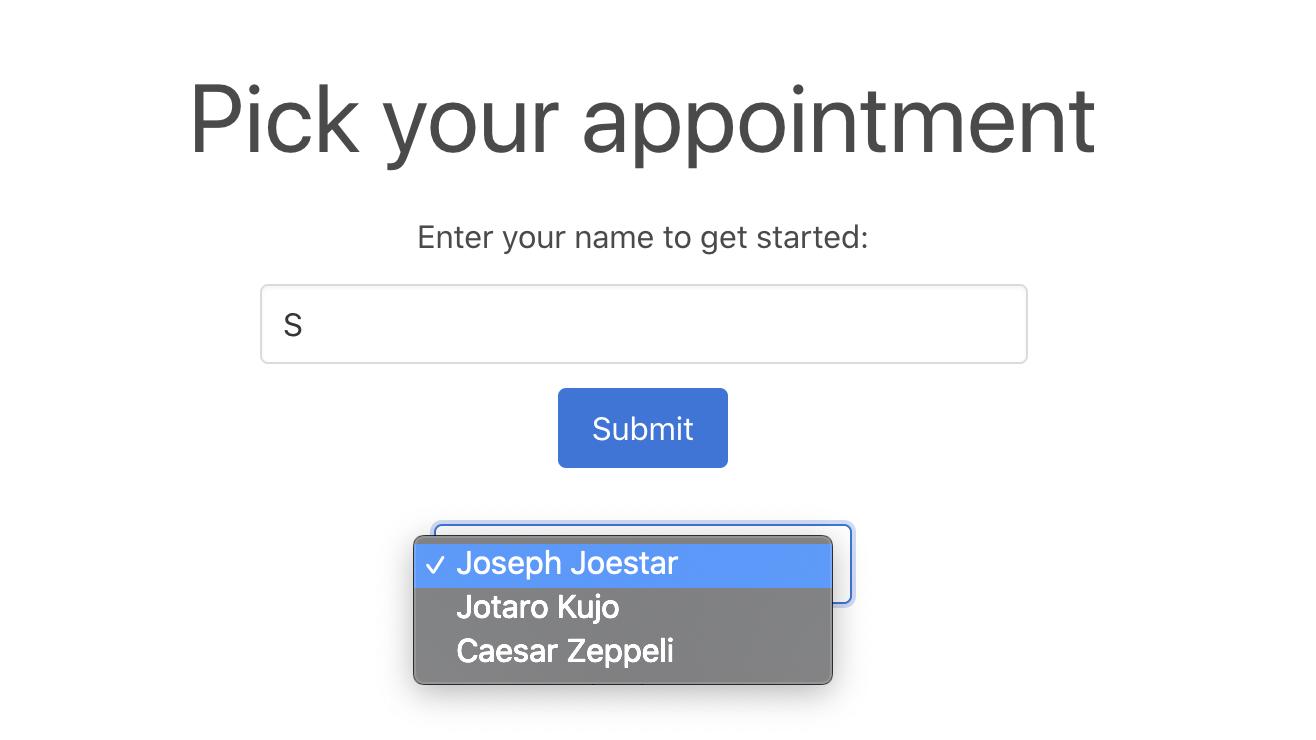 Pick your appointment
Enter your name to get started:
S
Submit
✓ Joseph Joestar
Jotaro Kujo
Caesar Zeppeli